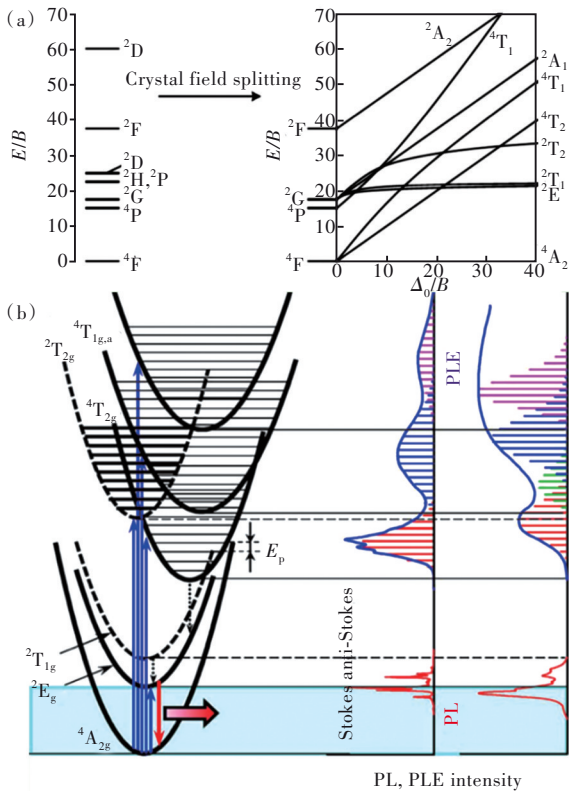 (a)
E/B
70
60
50
40
30
20
10
0
²D
²F
²D
²H, ²P
²G
⁴P
⁴F
Crystal field splitting
E/B
70
60
50
40
30
20
10
0
²F
²G
⁴P
⁴F
²A₂
⁴T₁
²A₁
⁴T₁
⁴T₂
²T₂
²T₁
²E
⁴A₂
0
10
20
30
40
Δ₀/B
(b)
⁴T₁g,a
²T₂g
⁴T₂g
²T₁g
²Eg
⁴A₂g
Eₚ
Stokes anti-Stokes
PLE
PL
PL, PLE intensity